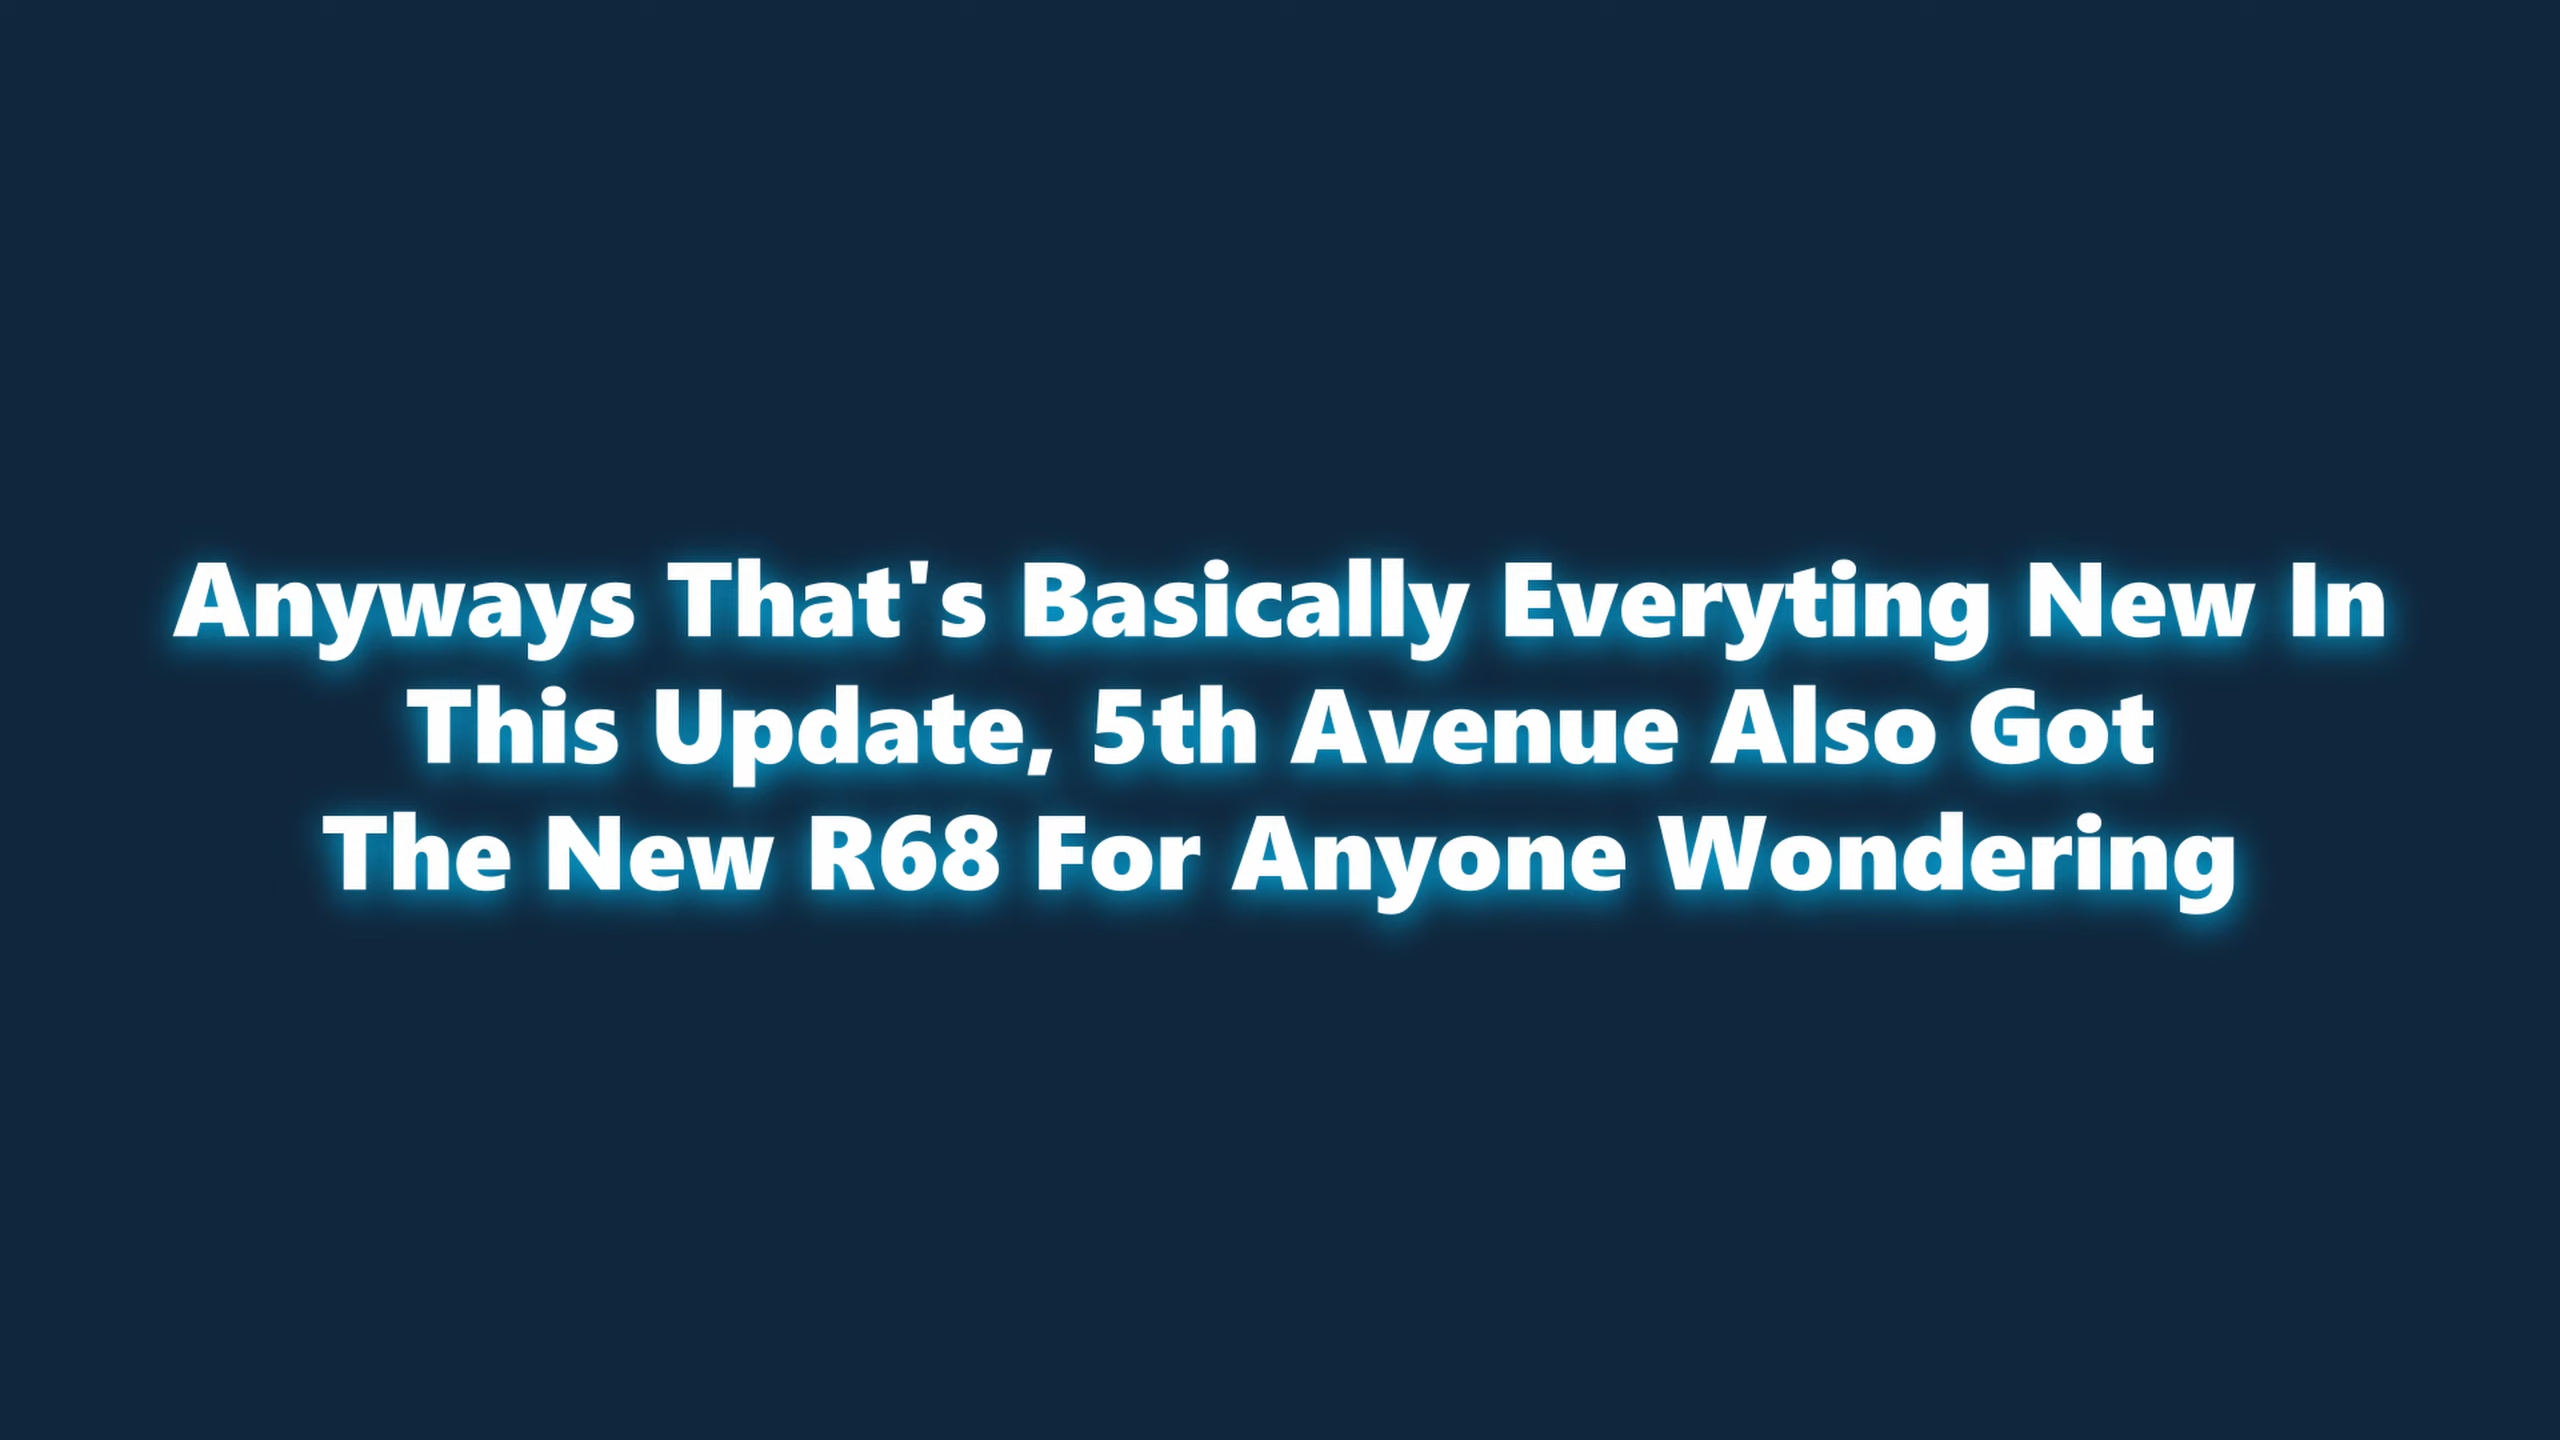 Anyways That's Basically Everyting New In
This Update, 5th Avenue Also Got
The New R68 For Anyone Wondering